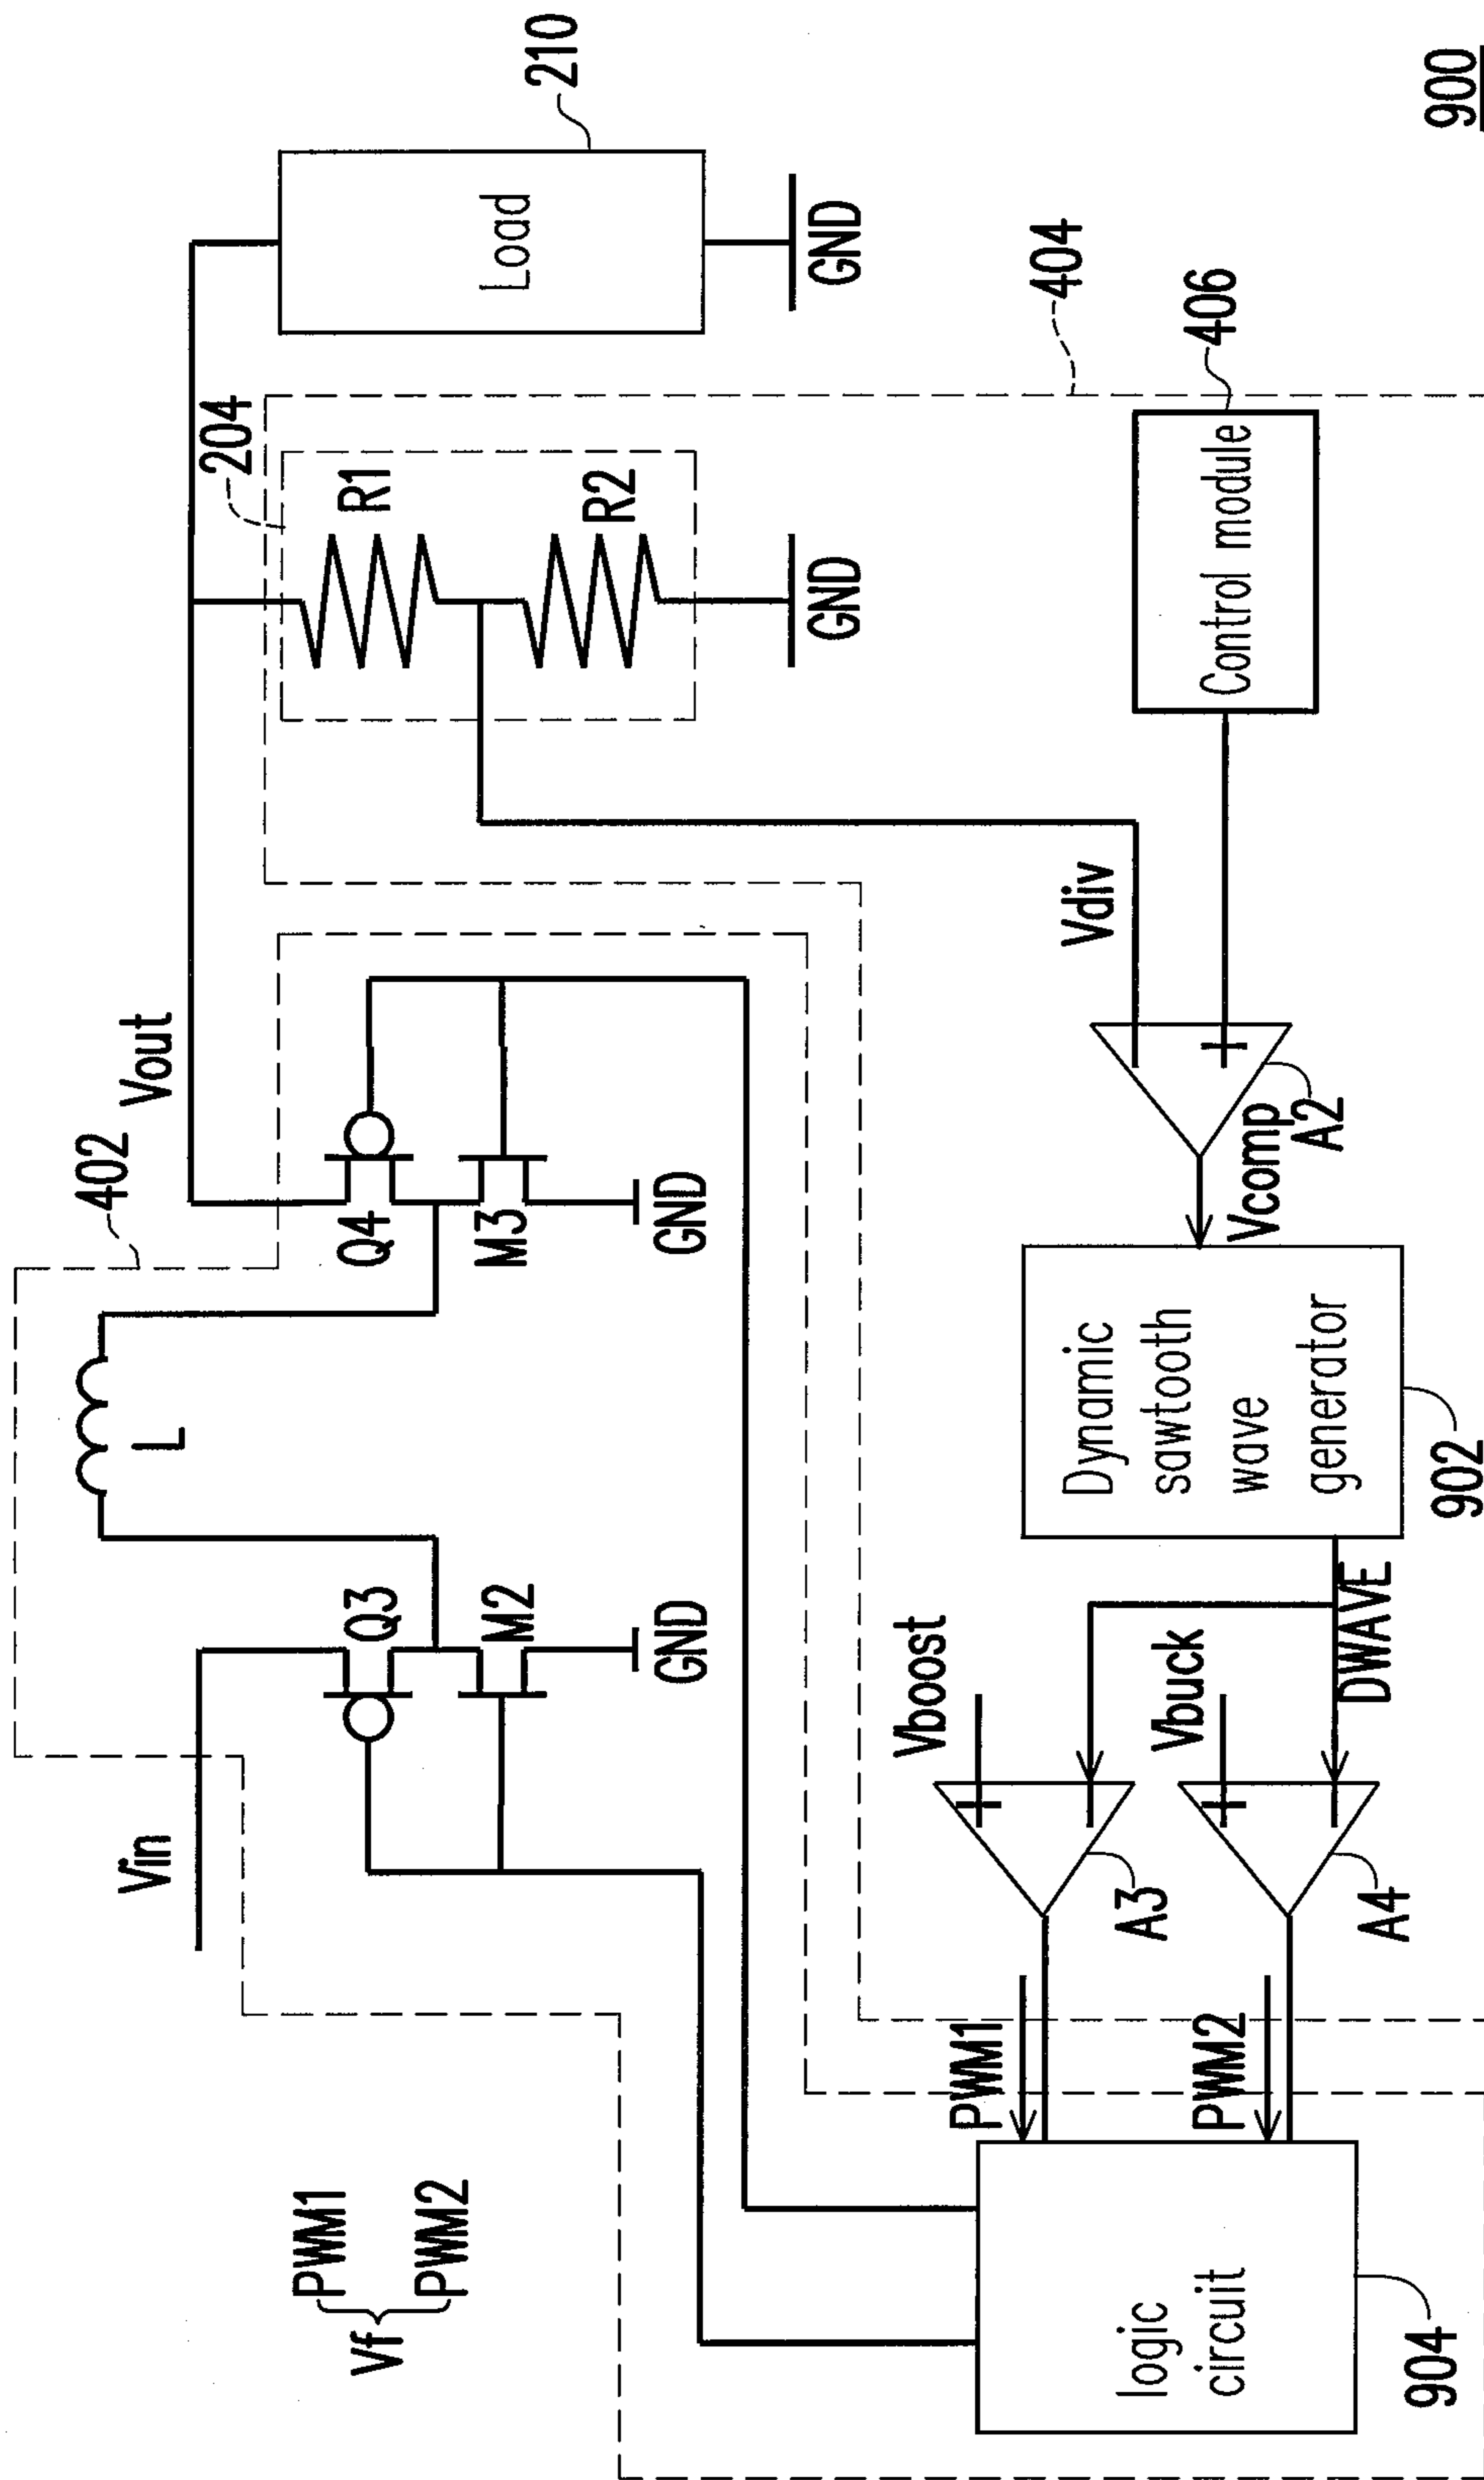 402
Vin
Vout
L
204
Q3
Q4
R1
M2
M3
R2
GND
GND
GND
GND
Load
210
Vf
PWM1
PWM2
404
logic
circuit
904
PWM1
PWM2
Vboost
Vbuck
A3
A4
DWAVE
Dynamic
sawtooth
wave
generator
902
Vcomp
A2
Vdiv
Control module
406
900